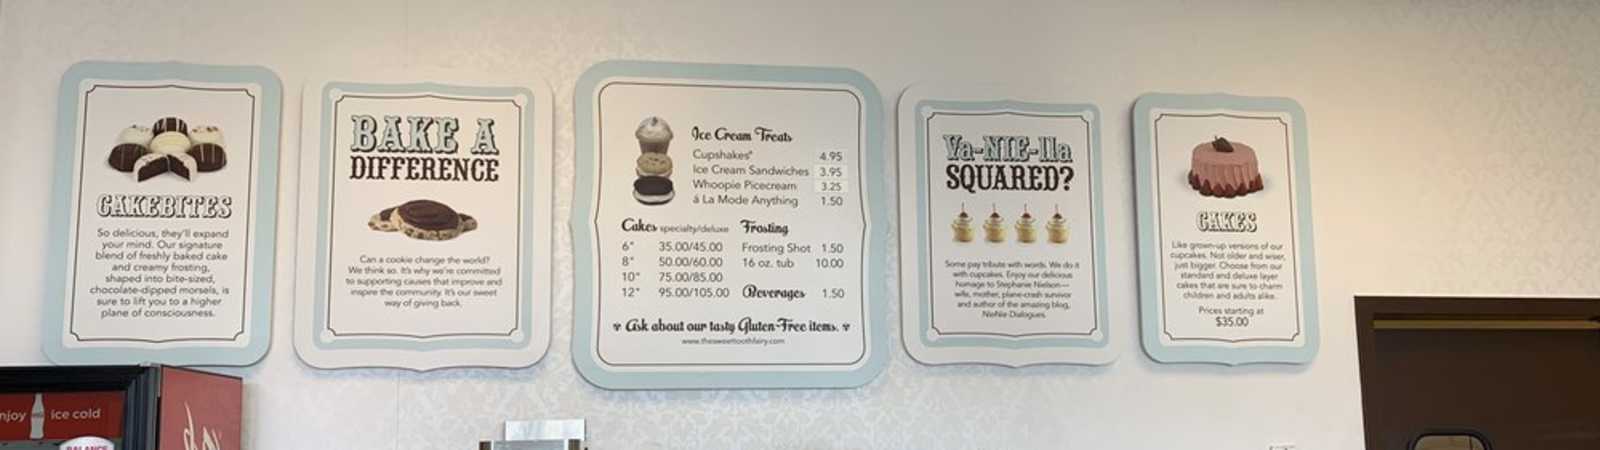 CAKEBITES
So delicious, they'll expand
your mind. Our signature
blend of freshly baked cake
and creamy frosting,
shaped into bite-sized,
chocolate-dipped morsels, is
sure to lift you to a higher
plane of consciousness.
BAKE A
DIFFERENCE
Can a cookie change the world?
We think so. It's why we're committed
to supporting causes that improve and
inspire the community. It's our sweet
way of giving back.
Ice Cream Treats
Cupshakes® 4.95
Ice Cream Sandwiches 3.95
Whoopie Picecream 3.25
á La Mode Anything 1.50
Cakes specialty/deluxe
6" 35.00/45.00
8" 50.00/60.00
10" 75.00/85.00
12" 95.00/105.00
Frosting
Frosting Shot 1.50
16 oz. tub 10.00
Beverages 1.50
Ask about our tasty Gluten-Free items.
www.thesweettoothfairy.com
Va-NIE-lla
SQUARED?
Some pay tribute with words. We do it
with cupcakes. Enjoy our delicious
homage to Stephanie Nielson—
wife, mother, plane-crash survivor
and author of the amazing blog,
NieNie Dialogues.
CAKES
Like grown-up versions of our
cupcakes. Not older and wiser,
just bigger. Choose from our
standard and deluxe layer
cakes that are sure to charm
children and adults alike.
Prices starting at
$35.00
njoy ice cold
BALANCE